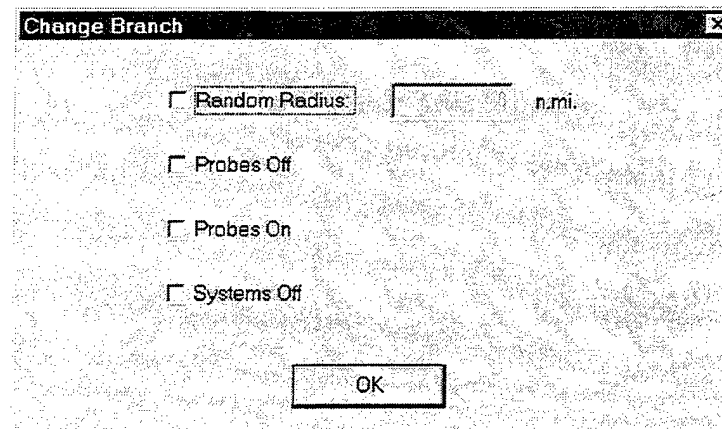 Change Branch
Random Radius: n.mi.
Probes Off
Probes On
Systems Off
OK